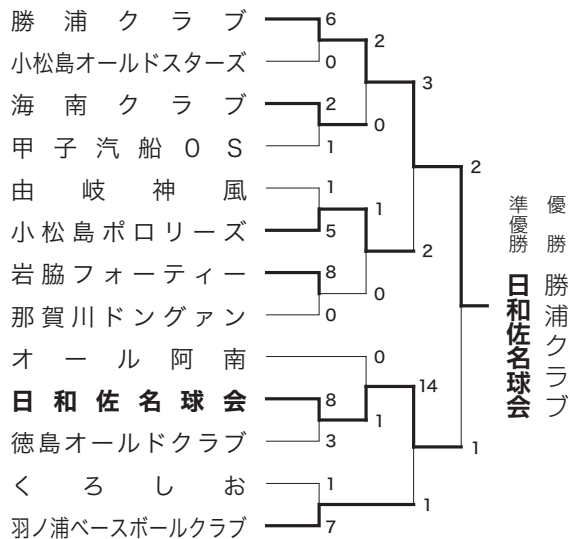 勝浦クラブ 6
小松島オールドスターズ 0
海南クラブ 2
甲子汽船OS 1
由岐神風 1
小松島ポロリーズ 5
岩脇フォーティー 8
那賀川ドングァン 0
オール阿南 0
日和佐名球会 8
徳島オールドクラブ 3
くろしお 1
羽ノ浦ベースボールクラブ 7
2
0
1
0
1
3
2
14
1
2
1
優勝 勝浦クラブ
準優勝 日和佐名球会